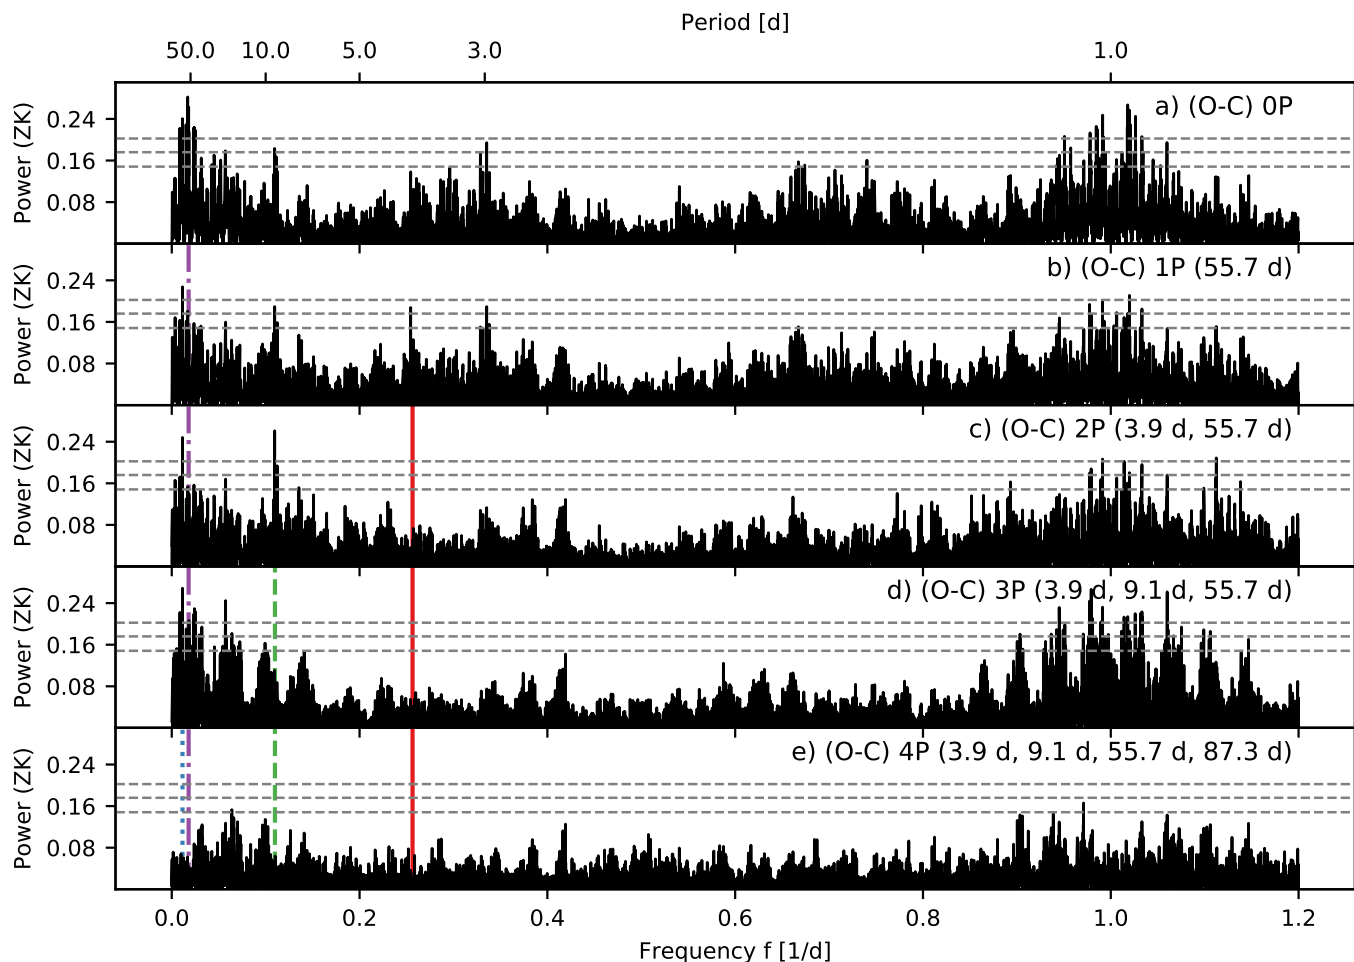 Period [d]
50.0 10.0 5.0 3.0 1.0
a) (O-C) 0P
0.24
0.16
0.08
Power (ZK)
b) (O-C) 1P (55.7 d)
0.24
0.16
0.08
Power (ZK)
c) (O-C) 2P (3.9 d, 55.7 d)
0.24
0.16
0.08
Power (ZK)
d) (O-C) 3P (3.9 d, 9.1 d, 55.7 d)
0.24
0.16
0.08
Power (ZK)
e) (O-C) 4P (3.9 d, 9.1 d, 55.7 d, 87.3 d)
0.24
0.16
0.08
Power (ZK)
0.0 0.2 0.4 0.6 0.8 1.0 1.2
Frequency f [1/d]